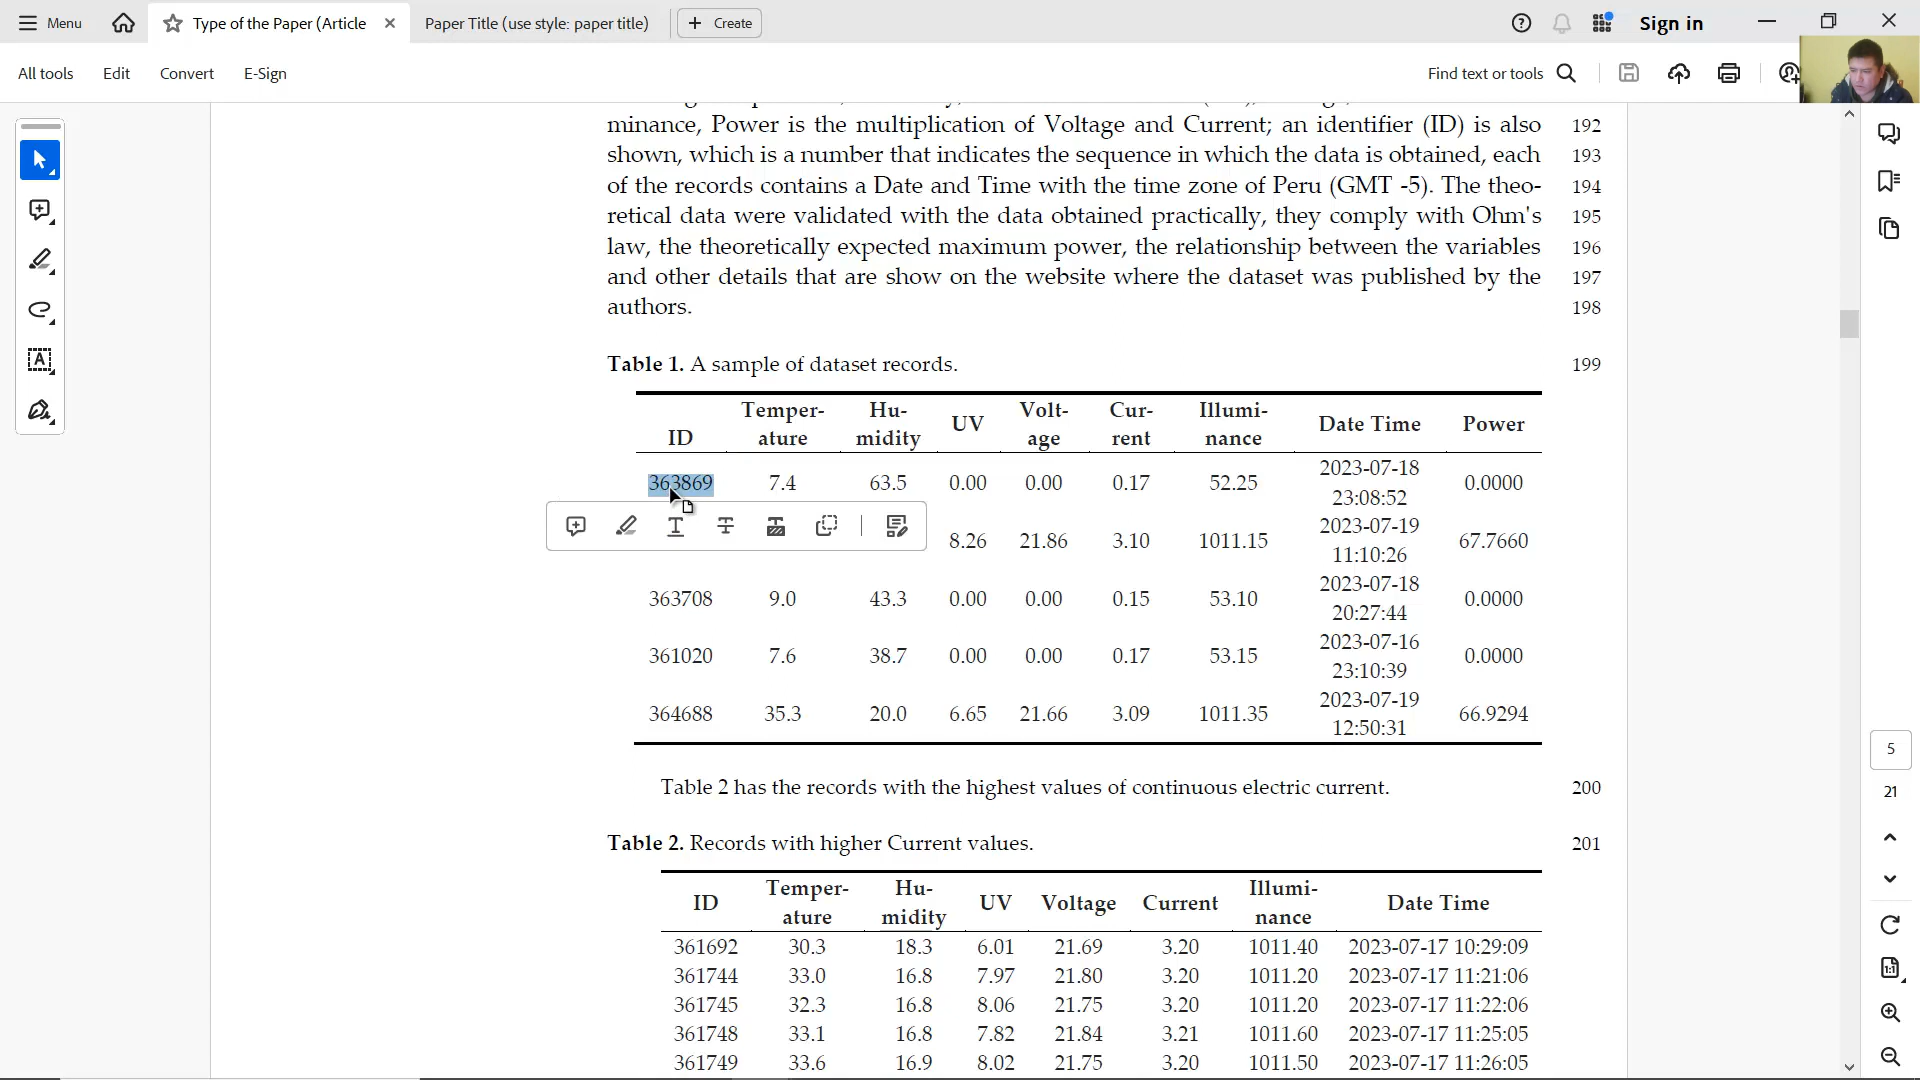 Menu
Type of the Paper (Article
Paper Title (use style: paper title)
Create
Sign in
All tools
Edit
Convert
E-Sign
Find text or tools
minance, Power is the multiplication of Voltage and Current; an identifier (ID) is also 192
shown, which is a number that indicates the sequence in which the data is obtained, each 193
of the records contains a Date and Time with the time zone of Peru (GMT -5). The theo- 194
retical data were validated with the data obtained practically, they comply with Ohm's 195
law, the theoretically expected maximum power, the relationship between the variables 196
and other details that are show on the website where the dataset was published by the 197
authors. 198
Table 1. A sample of dataset records. 199
ID Temper-ature Hu-midity UV Volt-age Cur-rent Illumi-nance Date Time Power
363869 7.4 63.5 0.00 0.00 0.17 52.25 2023-07-18 23:08:52 0.0000
8.26 21.86 3.10 1011.15 2023-07-19 11:10:26 67.7660
363708 9.0 43.3 0.00 0.00 0.15 53.10 2023-07-18 20:27:44 0.0000
361020 7.6 38.7 0.00 0.00 0.17 53.15 2023-07-16 23:10:39 0.0000
364688 35.3 20.0 6.65 21.66 3.09 1011.35 2023-07-19 12:50:31 66.9294
Table 2 has the records with the highest values of continuous electric current. 200
Table 2. Records with higher Current values. 201
ID Temper-ature Hu-midity UV Voltage Current Illumi-nance Date Time
361692 30.3 18.3 6.01 21.69 3.20 1011.40 2023-07-17 10:29:09
361744 33.0 16.8 7.97 21.80 3.20 1011.20 2023-07-17 11:21:06
361745 32.3 16.8 8.06 21.75 3.20 1011.20 2023-07-17 11:22:06
361748 33.1 16.8 7.82 21.84 3.21 1011.60 2023-07-17 11:25:05
361749 33.6 16.9 8.02 21.75 3.20 1011.50 2023-07-17 11:26:05
5
21